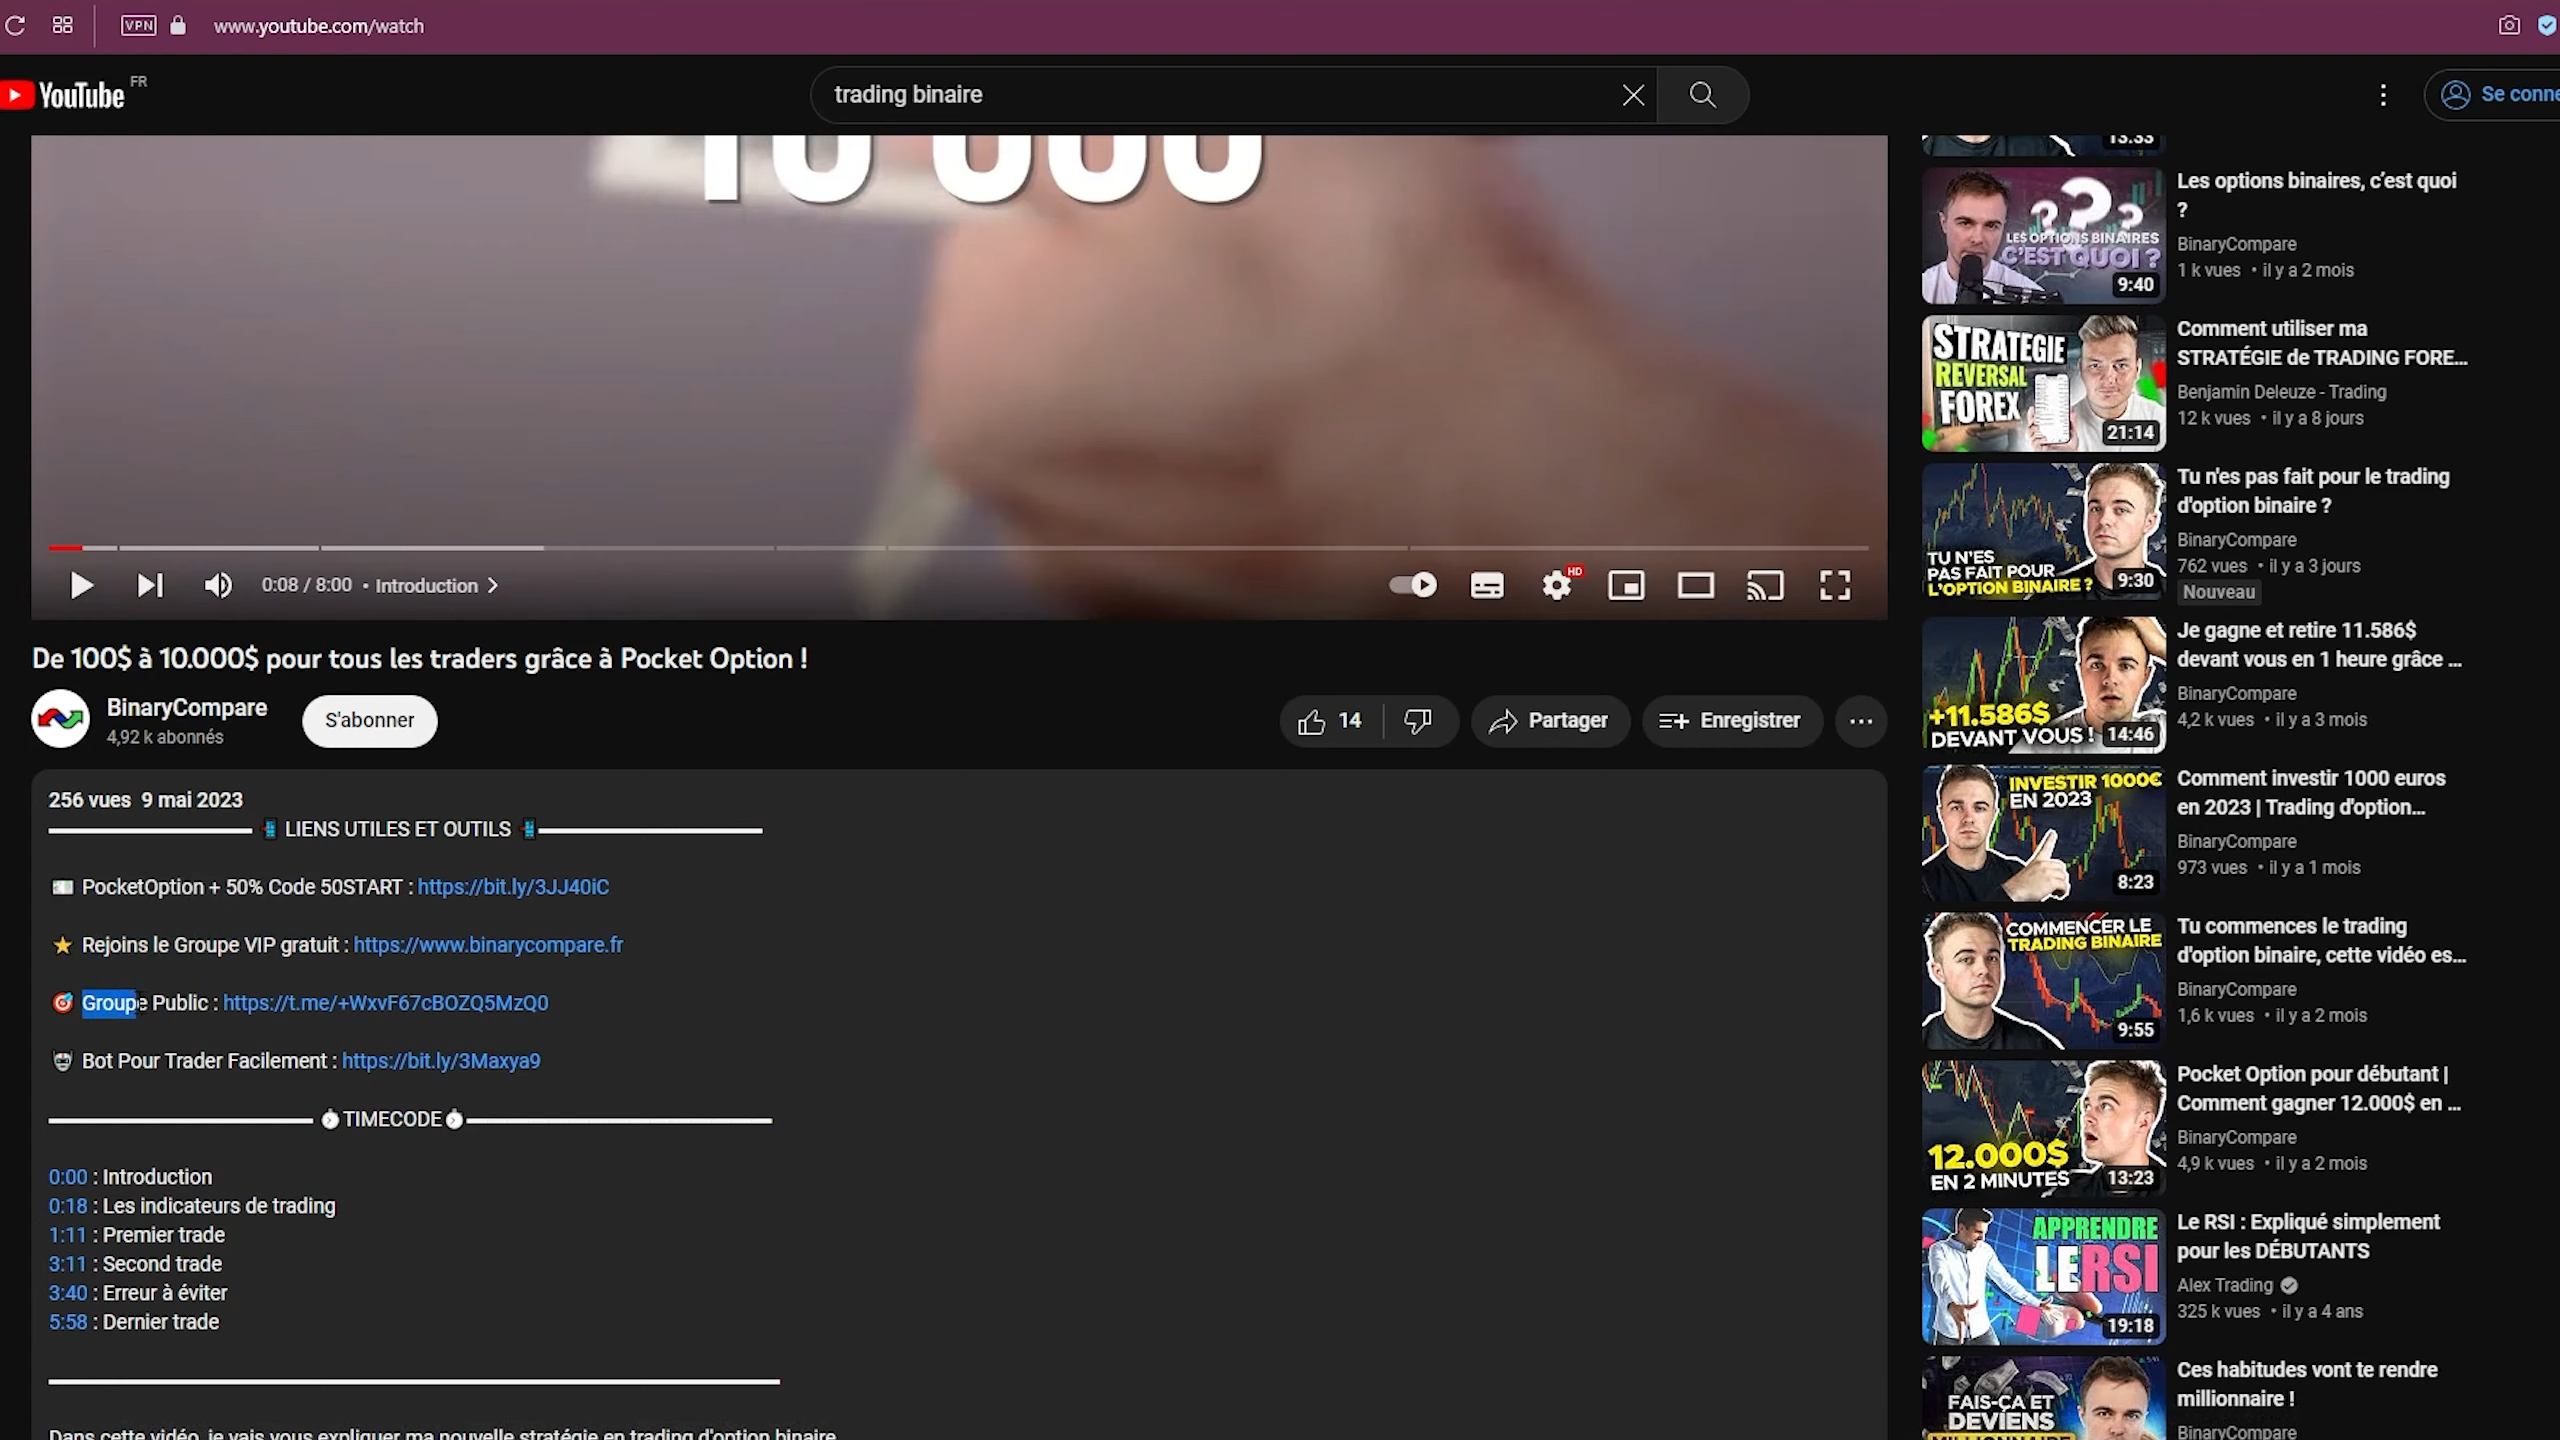 VPN
www.youtube.com/watch
YouTube FR
trading binaire
Se conne
10 000
0:08 / 8:00 • Introduction
HD
De 100$ à 10.000$ pour tous les traders grâce à Pocket Option !
BinaryCompare
4,92 k abonnés
S'abonner
14
Partager
Enregistrer
256 vues 9 mai 2023
LIENS UTILES ET OUTILS
PocketOption + 50% Code 50START : https://bit.ly/3JJ40iC
Rejoins le Groupe VIP gratuit : https://www.binarycompare.fr
Groupe Public : https://t.me/+WxvF67cBOZQ5MzQ0
Bot Pour Trader Facilement : https://bit.ly/3Maxya9
TIMECODE
0:00 : Introduction
0:18 : Les indicateurs de trading
1:11 : Premier trade
3:11 : Second trade
3:40 : Erreur à éviter
5:58 : Dernier trade
Dans cette vidéo, je vais vous expliquer ma nouvelle stratégie en trading d'option binaire
13:33
LES OPTIONS BINAIRES
C'EST QUOI ?
9:40
Les options binaires, c'est quoi
?
BinaryCompare
1 k vues • il y a 2 mois
STRATEGIE
REVERSAL
FOREX
21:14
Comment utiliser ma
STRATÉGIE de TRADING FORE...
Benjamin Deleuze - Trading
12 k vues • il y a 8 jours
TU N'ES
PAS FAIT POUR
L'OPTION BINAIRE ?
9:30
Tu n'es pas fait pour le trading
d'option binaire ?
BinaryCompare
762 vues • il y a 3 jours
Nouveau
+11.586$
DEVANT VOUS !
14:46
Je gagne et retire 11.586$
devant vous en 1 heure grâce ...
BinaryCompare
4,2 k vues • il y a 3 mois
INVESTIR 1000€
EN 2023
8:23
Comment investir 1000 euros
en 2023 | Trading d'option...
BinaryCompare
973 vues • il y a 1 mois
COMMENCER LE
TRADING BINAIRE
9:55
Tu commences le trading
d'option binaire, cette vidéo es...
BinaryCompare
1,6 k vues • il y a 2 mois
12.000$
EN 2 MINUTES
13:23
Pocket Option pour débutant |
Comment gagner 12.000$ en ...
BinaryCompare
4,9 k vues • il y a 2 mois
APPRENDRE
LE RSI
19:18
Le RSI : Expliqué simplement
pour les DÉBUTANTS
Alex Trading
325 k vues • il y a 4 ans
FAIS-ÇA ET
DEVIENS
MILLIONNAIRE
Ces habitudes vont te rendre
millionnaire !
BinaryCompare